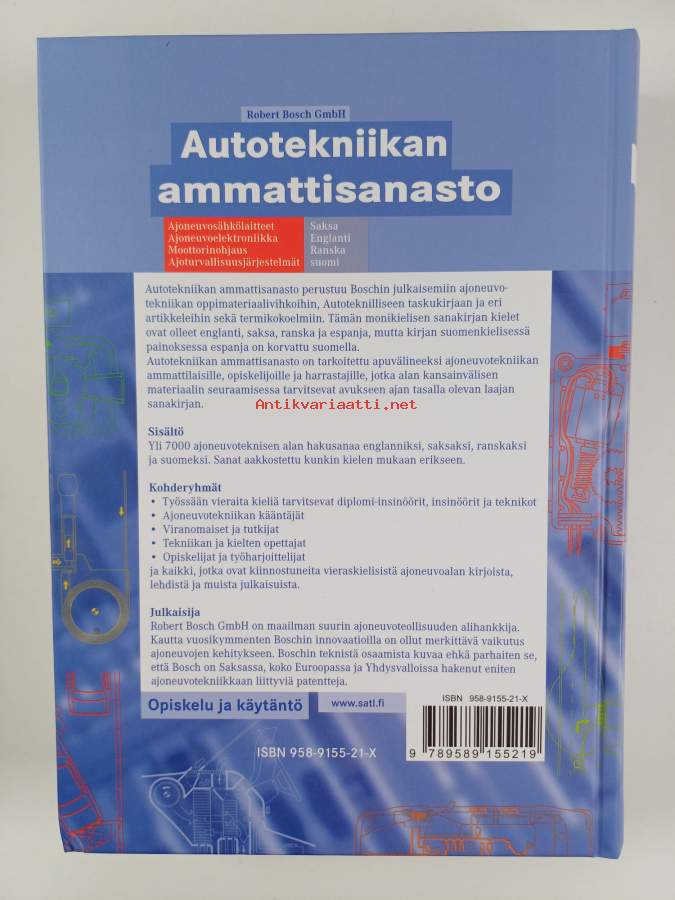 Robert Bosch GmbH
Autotekniikan
ammattisanasto
Ajoneuvosähkölaitteet
Ajoneuvoelektroniikka
Moottorinohjaus
Ajoturvallisuusjärjestelmät
Saksa
Englanti
Ranska
suomi
Autotekniikan ammattisanasto perustuu Boschin julkaisemiin ajoneuvo-
tekniikan oppimateriaalivihkoihin, Autoteknilliseen taskukirjaan ja eri
artikkeleihin sekä termikokoelmiin. Tämän monikielisen sanakirjan kielet
ovat olleet englanti, saksa, ranska ja espanja, mutta kirjan suomenkielisessä
painoksessa espanja on korvattu suomella.
Autotekniikan ammattisanasto on tarkoitettu apuvälineeksi ajoneuvotekniikan
ammattilaisille, opiskelijoille ja harrastajille, jotka alan kansainvälisen
materiaalin seuraamisessa tarvitsevat avukseen ajan tasalla olevan laajan
sanakirjan.
Antikvariaatti.net
Sisältö
Yli 7000 ajoneuvoteknisen alan hakusanaa englanniksi, saksaksi, ranskaksi
ja suomeksi. Sanat aakkostettu kunkin kielen mukaan erikseen.
Kohderyhmät
• Työssään vieraita kieliä tarvitsevat diplomi-insinöörit, insinöörit ja teknikot
• Ajoneuvotekniikan kääntäjät
• Viranomaiset ja tutkijat
• Tekniikan ja kielten opettajat
• Opiskelijat ja työharjoittelijat
ja kaikki, jotka ovat kiinnostuneita vieraskielisistä ajoneuvoalan kirjoista,
lehdistä ja muista julkaisuista.
Julkaisija
Robert Bosch GmbH on maailman suurin ajoneuvoteollisuuden alihankkija.
Kautta vuosikymmenten Boschin innovaatioilla on ollut merkittävä vaikutus
ajoneuvojen kehitykseen. Boschin teknistä osaamista kuvaa ehkä parhaiten se,
että Bosch on Saksassa, koko Euroopassa ja Yhdysvalloissa hakenut eniten
ajoneuvotekniikkaan liittyviä patentteja.
Opiskelu ja käytäntö
www.satl.fi
ISBN 958-9155-21-X
9 789589 155219
ISBN 958-9155-21-X